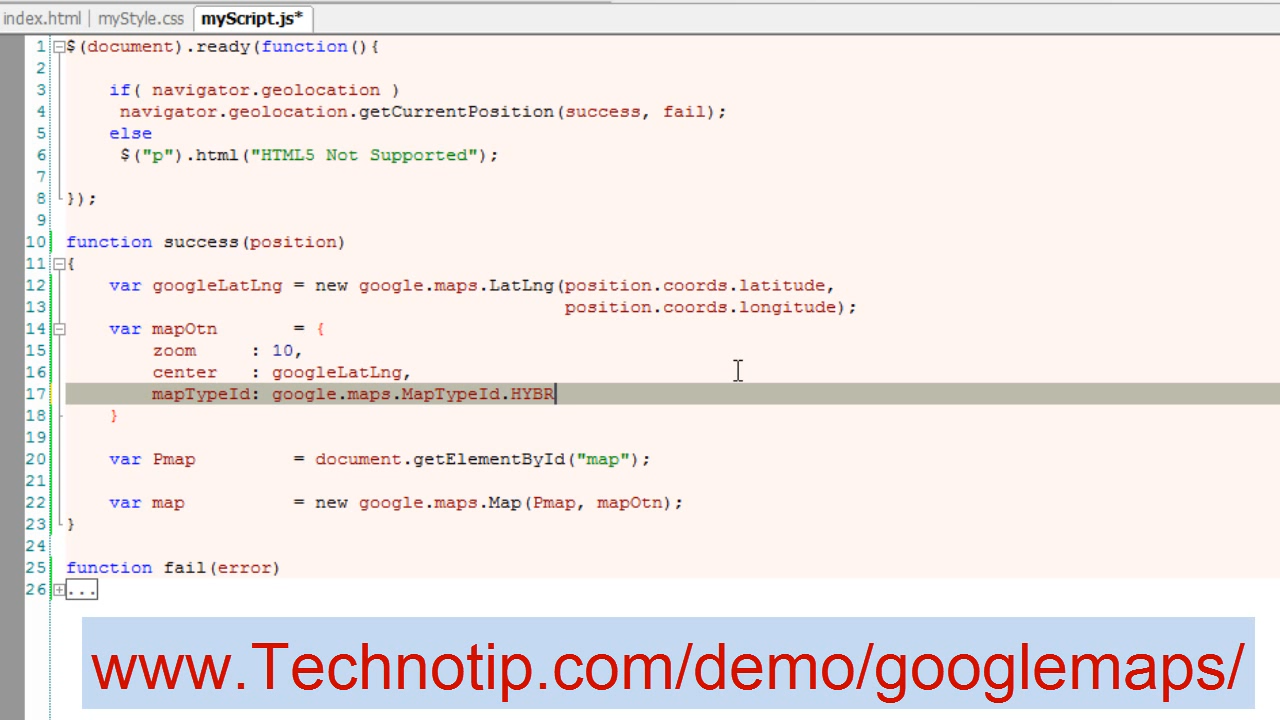 index.html | myStyle.css myScript.js*
1 $(document).ready(function(){
2
3 if( navigator.geolocation )
4 navigator.geolocation.getCurrentPosition(success, fail);
5 else
6 $("p").html("HTML5 Not Supported");
7
8 });
9
10 function success(position)
11 {
12 var googleLatLng = new google.maps.LatLng(position.coords.latitude,
13 position.coords.longitude);
14 var mapOtn = {
15 zoom : 10,
16 center : googleLatLng,
17 mapTypeId: google.maps.MapTypeId.HYBR
18 }
19
20 var Pmap = document.getElementById("map");
21
22 var map = new google.maps.Map(Pmap, mapOtn);
23 }
24
25 function fail(error)
26 ...
www.Technotip.com/demo/googlemaps/